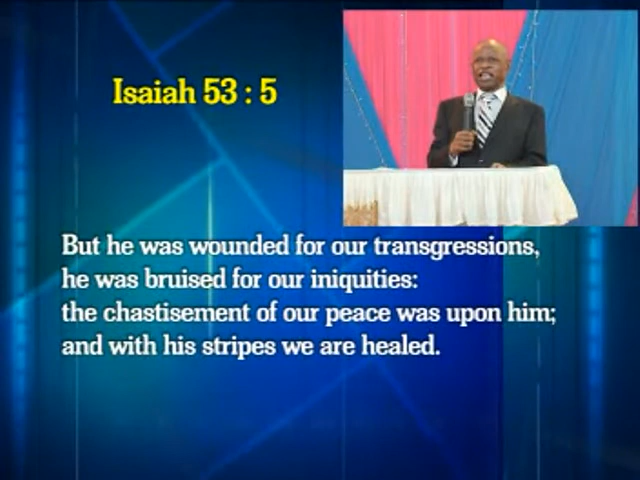 Isaiah 53 : 5
But he was wounded for our transgressions,
he was bruised for our iniquities:
the chastisement of our peace was upon him;
and with his stripes we are healed.